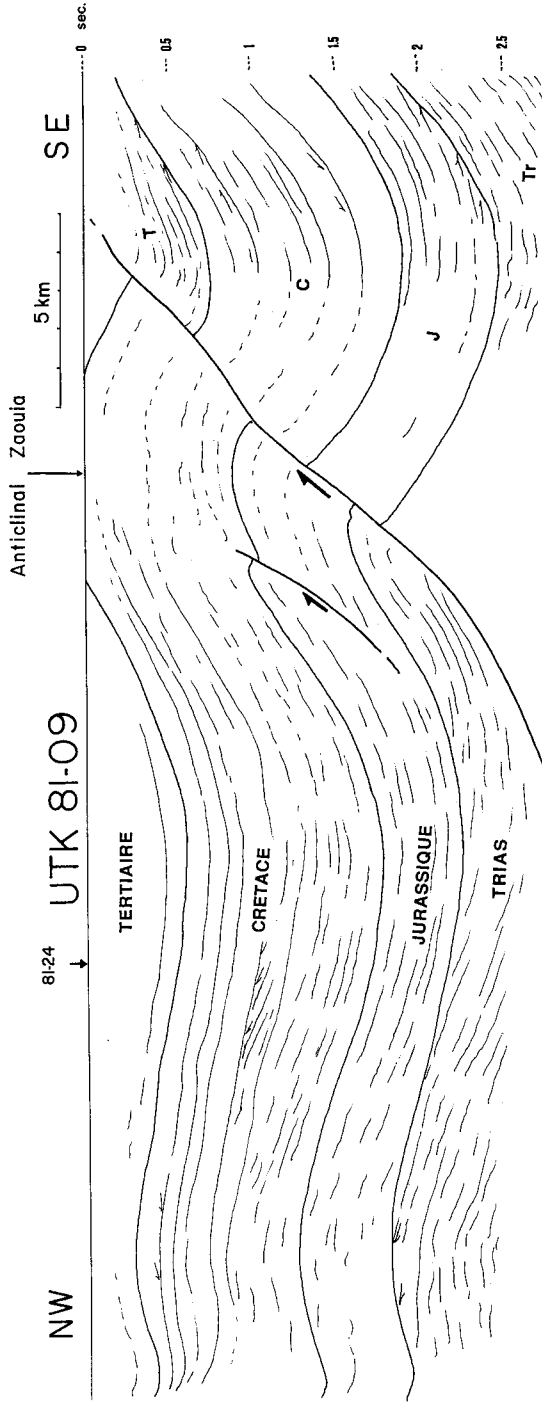 NW
UTK 81-09
SE
81-24
Anticlinal Zaouia
5 km
--- 0 sec.
--- 0.5
--- 1
--- 1.5
--- 2
--- 2.5
TERTIAIRE
CRETACE
JURASSIQUE
TRIAS
T
C
J
Tr